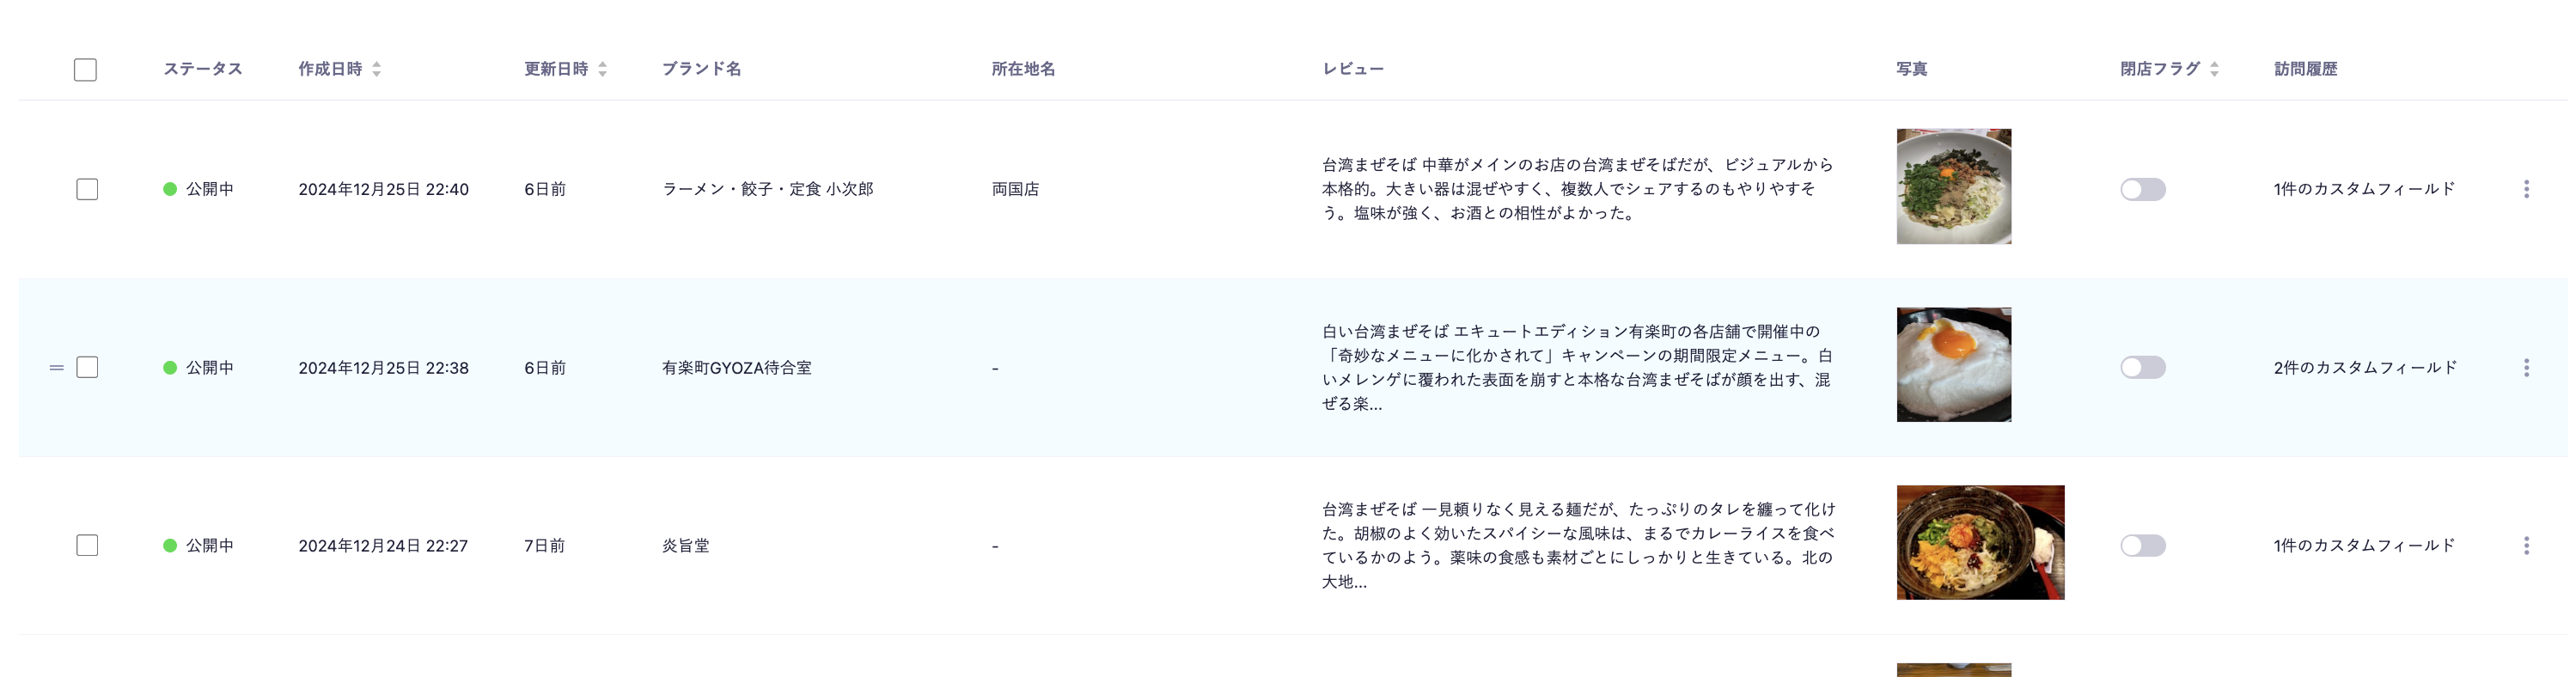 ステータス 作成日時 更新日時 ブランド名 所在地名 レビュー 写真 閉店フラグ 訪問履歴
公開中 2024年12月25日 22:40 6日前 ラーメン・餃子・定食 小次郎 両国店
台湾まぜそば 中華がメインのお店の台湾まぜそばだが、ビジュアルから
本格的。大きい器は混ぜやすく、複数人でシェアするのもやりやすそ
う。塩味が強く、お酒との相性がよかった。
1件のカスタムフィールド
公開中 2024年12月25日 22:38 6日前 有楽町GYOZA待合室 -
白い台湾まぜそば エキュートエディション有楽町の各店舗で開催中の
「奇妙なメニューに化かされて」キャンペーンの期間限定メニュー。白
いメレンゲに覆われた表面を崩すと本格な台湾まぜそばが顔を出す、混
ぜる楽...
2件のカスタムフィールド
公開中 2024年12月24日 22:27 7日前 炎旨堂 -
台湾まぜそば 一見頼りなく見える麺だが、たっぷりのタレを纏って化け
た。胡椒のよく効いたスパイシーな風味は、まるでカレーライスを食べ
ているかのよう。薬味の食感も素材ごとにしっかりと生きている。北の
大地...
1件のカスタムフィールド